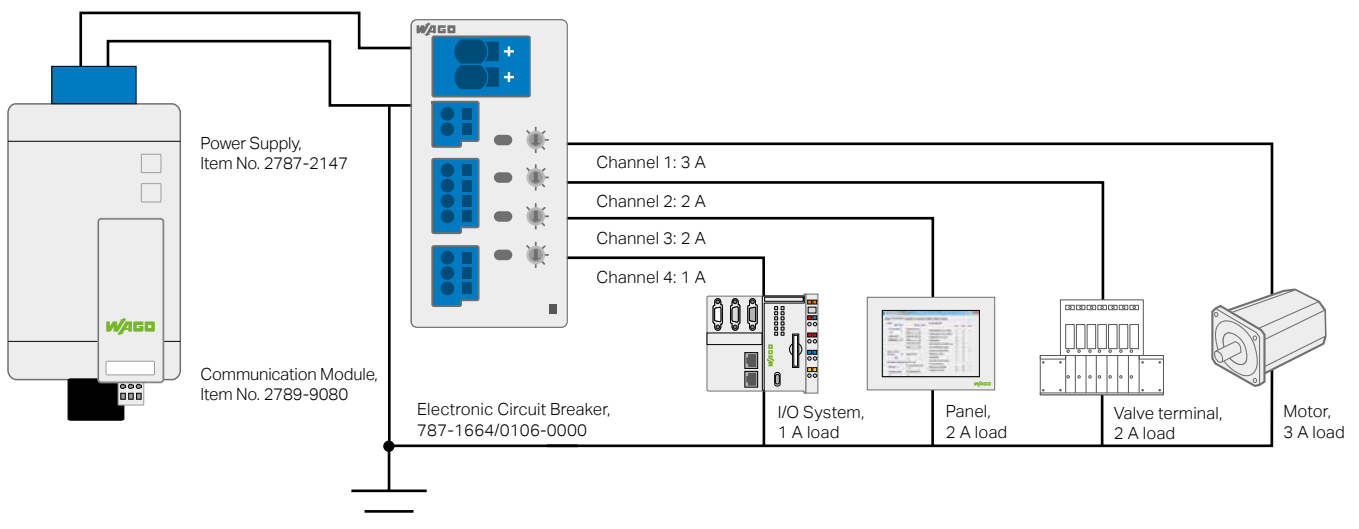 WAGO
+
+
Power Supply,
Item No. 2787-2147
Channel 1: 3 A
Channel 2: 2 A
Channel 3: 2 A
Channel 4: 1 A
WAGO
WAGO
WAGO
Communication Module,
Item No. 2789-9080
Electronic Circuit Breaker,
787-1664/0106-0000
I/O System,
1 A load
Panel,
2 A load
Valve terminal,
2 A load
Motor,
3 A load